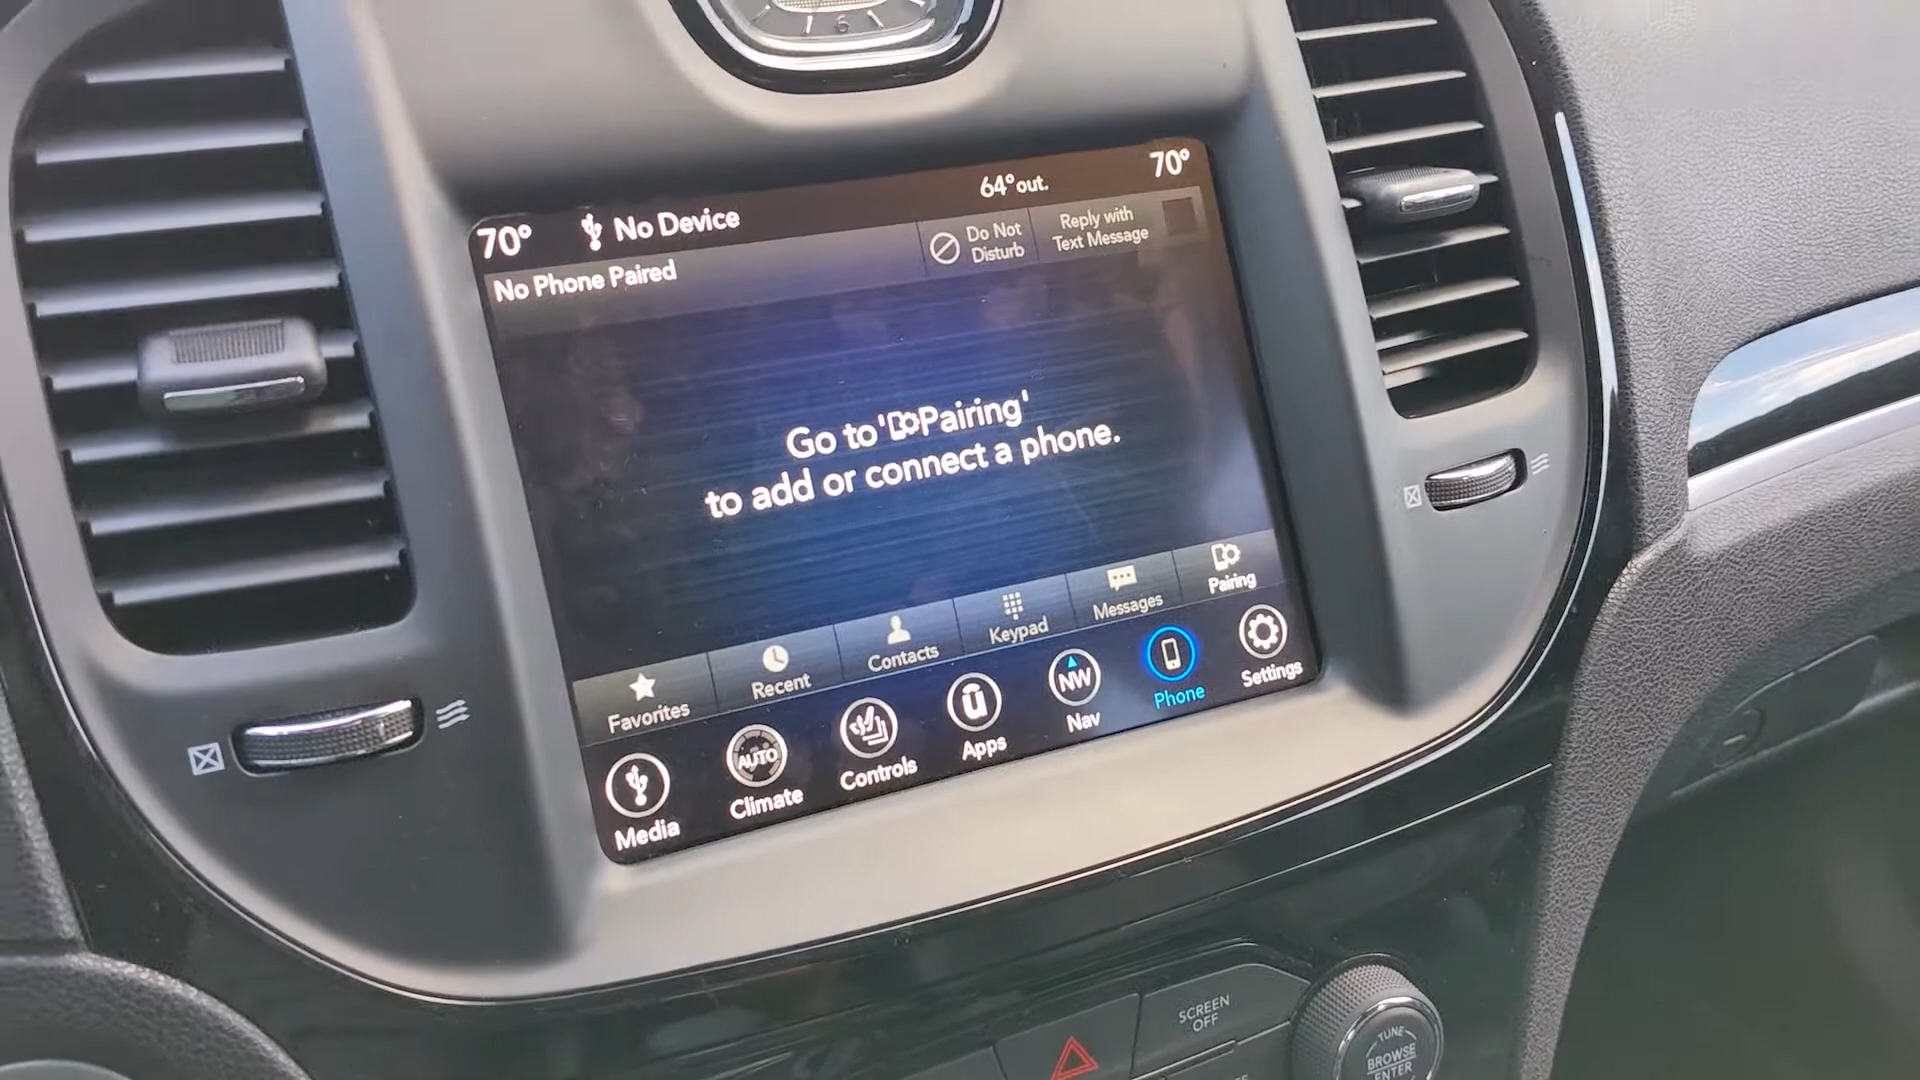 6
70°
No Device
64° out.
70°
No Phone Paired
Do Not
Disturb
Reply with
Text Message
Go to 'Pairing'
to add or connect a phone.
Favorites
Recent
Contacts
Keypad
Messages
Pairing
AUTO
NW
Media
Climate
Controls
Apps
Nav
Phone
Settings
SCREEN
OFF
TUNE
BROWSE
ENTER